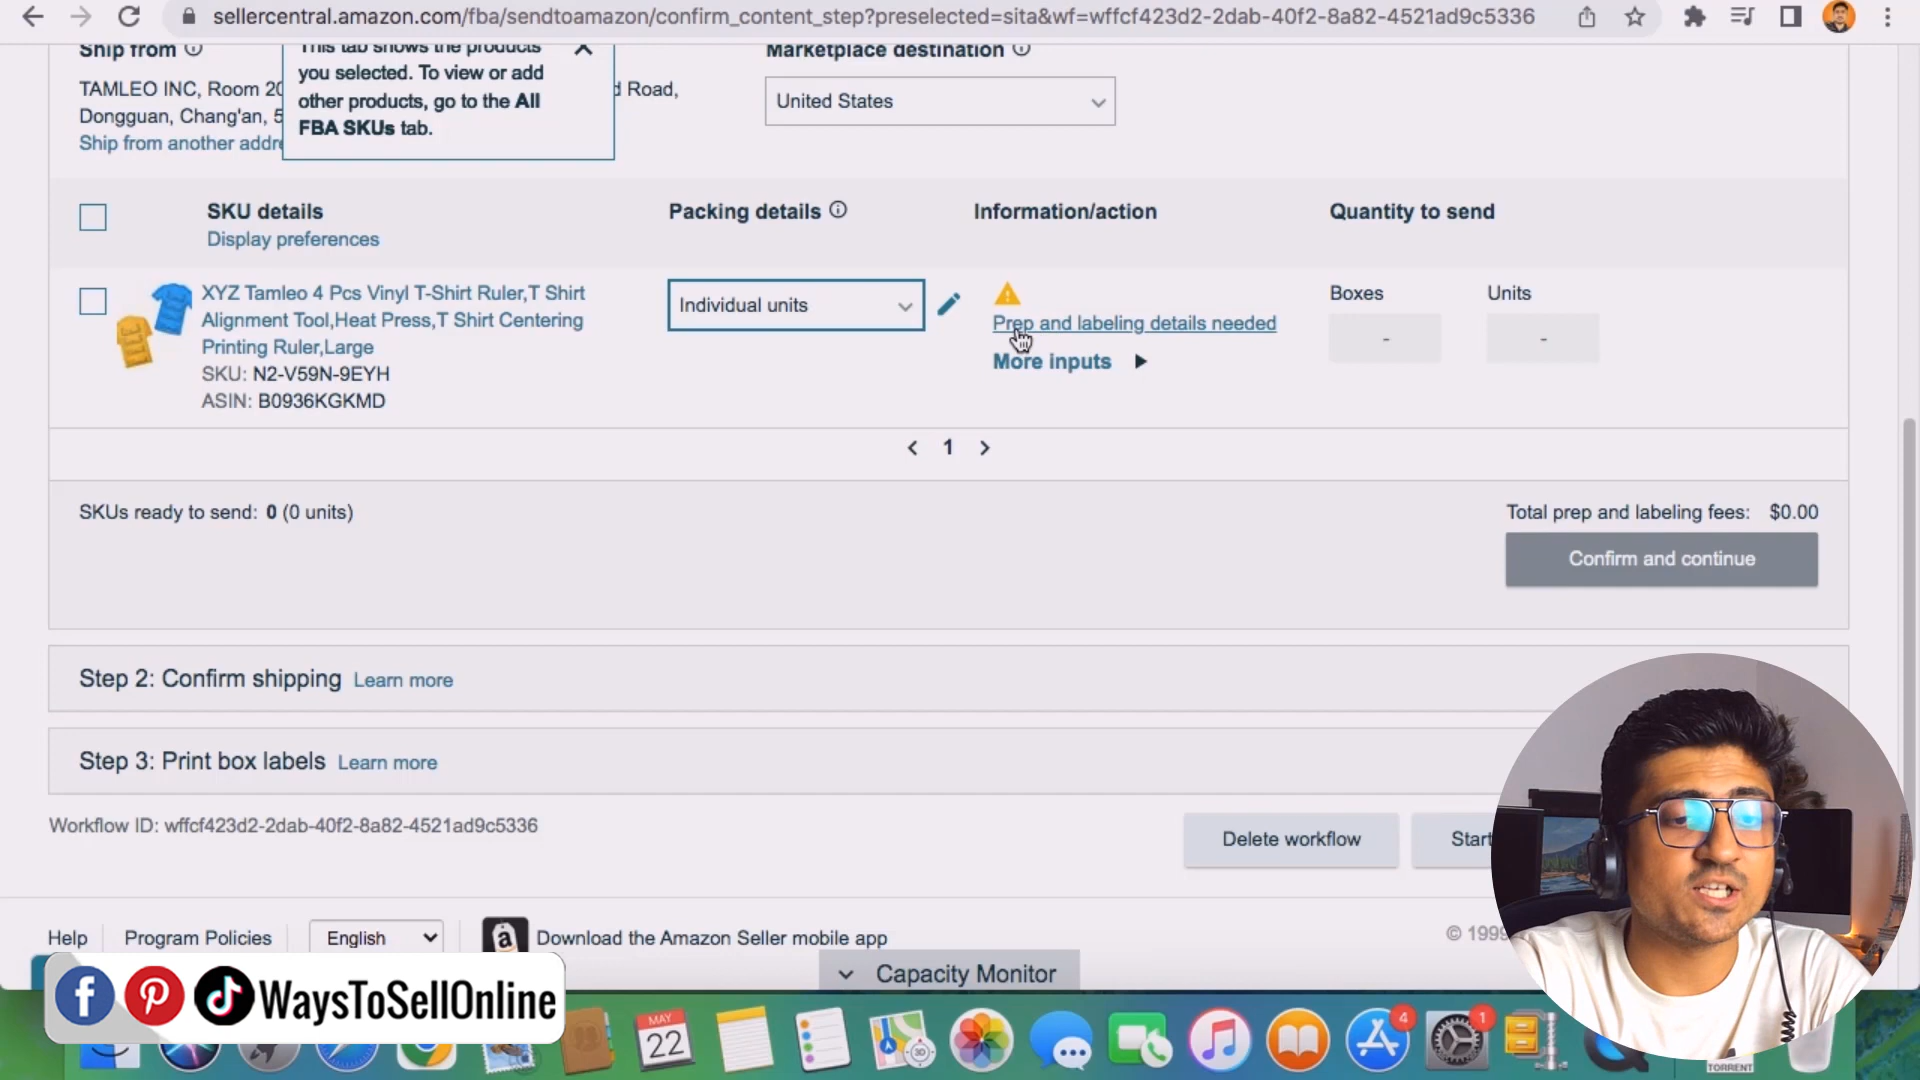 sellercentral.amazon.com/fba/sendtoamazon/confirm_content_step?preselected=sita&wf=wffcf423d2-2dab-40f2-8a82-4521ad9c5336
Ship from
This tab shows the products
you selected. To view or add
other products, go to the All
FBA SKUs tab.
Marketplace destination
TAMLEO INC, Room 20
d Road,
Dongguan, Chang'an, 5
Ship from another addre
United States
SKU details
Display preferences
Packing details
Information/action
Quantity to send
XYZ Tamleo 4 Pcs Vinyl T-Shirt Ruler,T Shirt
Alignment Tool,Heat Press,T Shirt Centering
Printing Ruler,Large
SKU: N2-V59N-9EYH
ASIN: B0936KGKMD
Individual units
Prep and labeling details needed
More inputs
Boxes
Units
-
-
1
SKUs ready to send: 0 (0 units)
Total prep and labeling fees: $0.00
Confirm and continue
Step 2: Confirm shipping Learn more
Step 3: Print box labels Learn more
Workflow ID: wffcf423d2-2dab-40f2-8a82-4521ad9c5336
Delete workflow
Start
Help
Program Policies
English
a
Download the Amazon Seller mobile app
© 1999
Capacity Monitor
WaysToSellOnline
MAY
22
3D
4
1
TORRENT